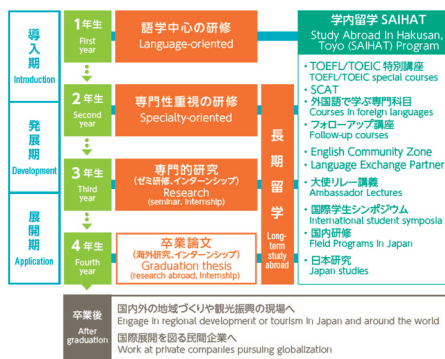 導入期
Introduction
発展期
Development
展開期
Application
1年生
First year
語学中心の研修
Language-oriented
2年生
Second year
専門性重視の研修
Specialty-oriented
3年生
Third year
専門的研究
(ゼミ研修、インターンシップ)
Research
(seminar, Internship)
4年生
Fourth year
卒業論文
(海外研究、インターンシップ)
Graduation thesis
(research abroad, Internship)
長期留学
Long-term study abroad
学内留学 SAIHAT
Study Abroad In Hakusan,
Toyo (SAIHAT) Program
・TOEFL/TOEIC 特別講座
TOEFL/TOEIC special courses
・SCAT
・外国語で学ぶ専門科目
Courses in foreign languages
・フォローアップ講座
Follow-up courses
・English Community Zone
・Language Exchange Partner
・大使リレー講義
Ambassador Lectures
・国際学生シンポジウム
International student symposia
・国内研修
Field Programs In Japan
・日本研究
Japan studies
卒業後
After graduation
国内外の地域づくりや観光振興の現場へ
Engage in regional development or tourism in Japan and around the world
国際展開を図る民間企業へ
Work at private companies pursuing globalization